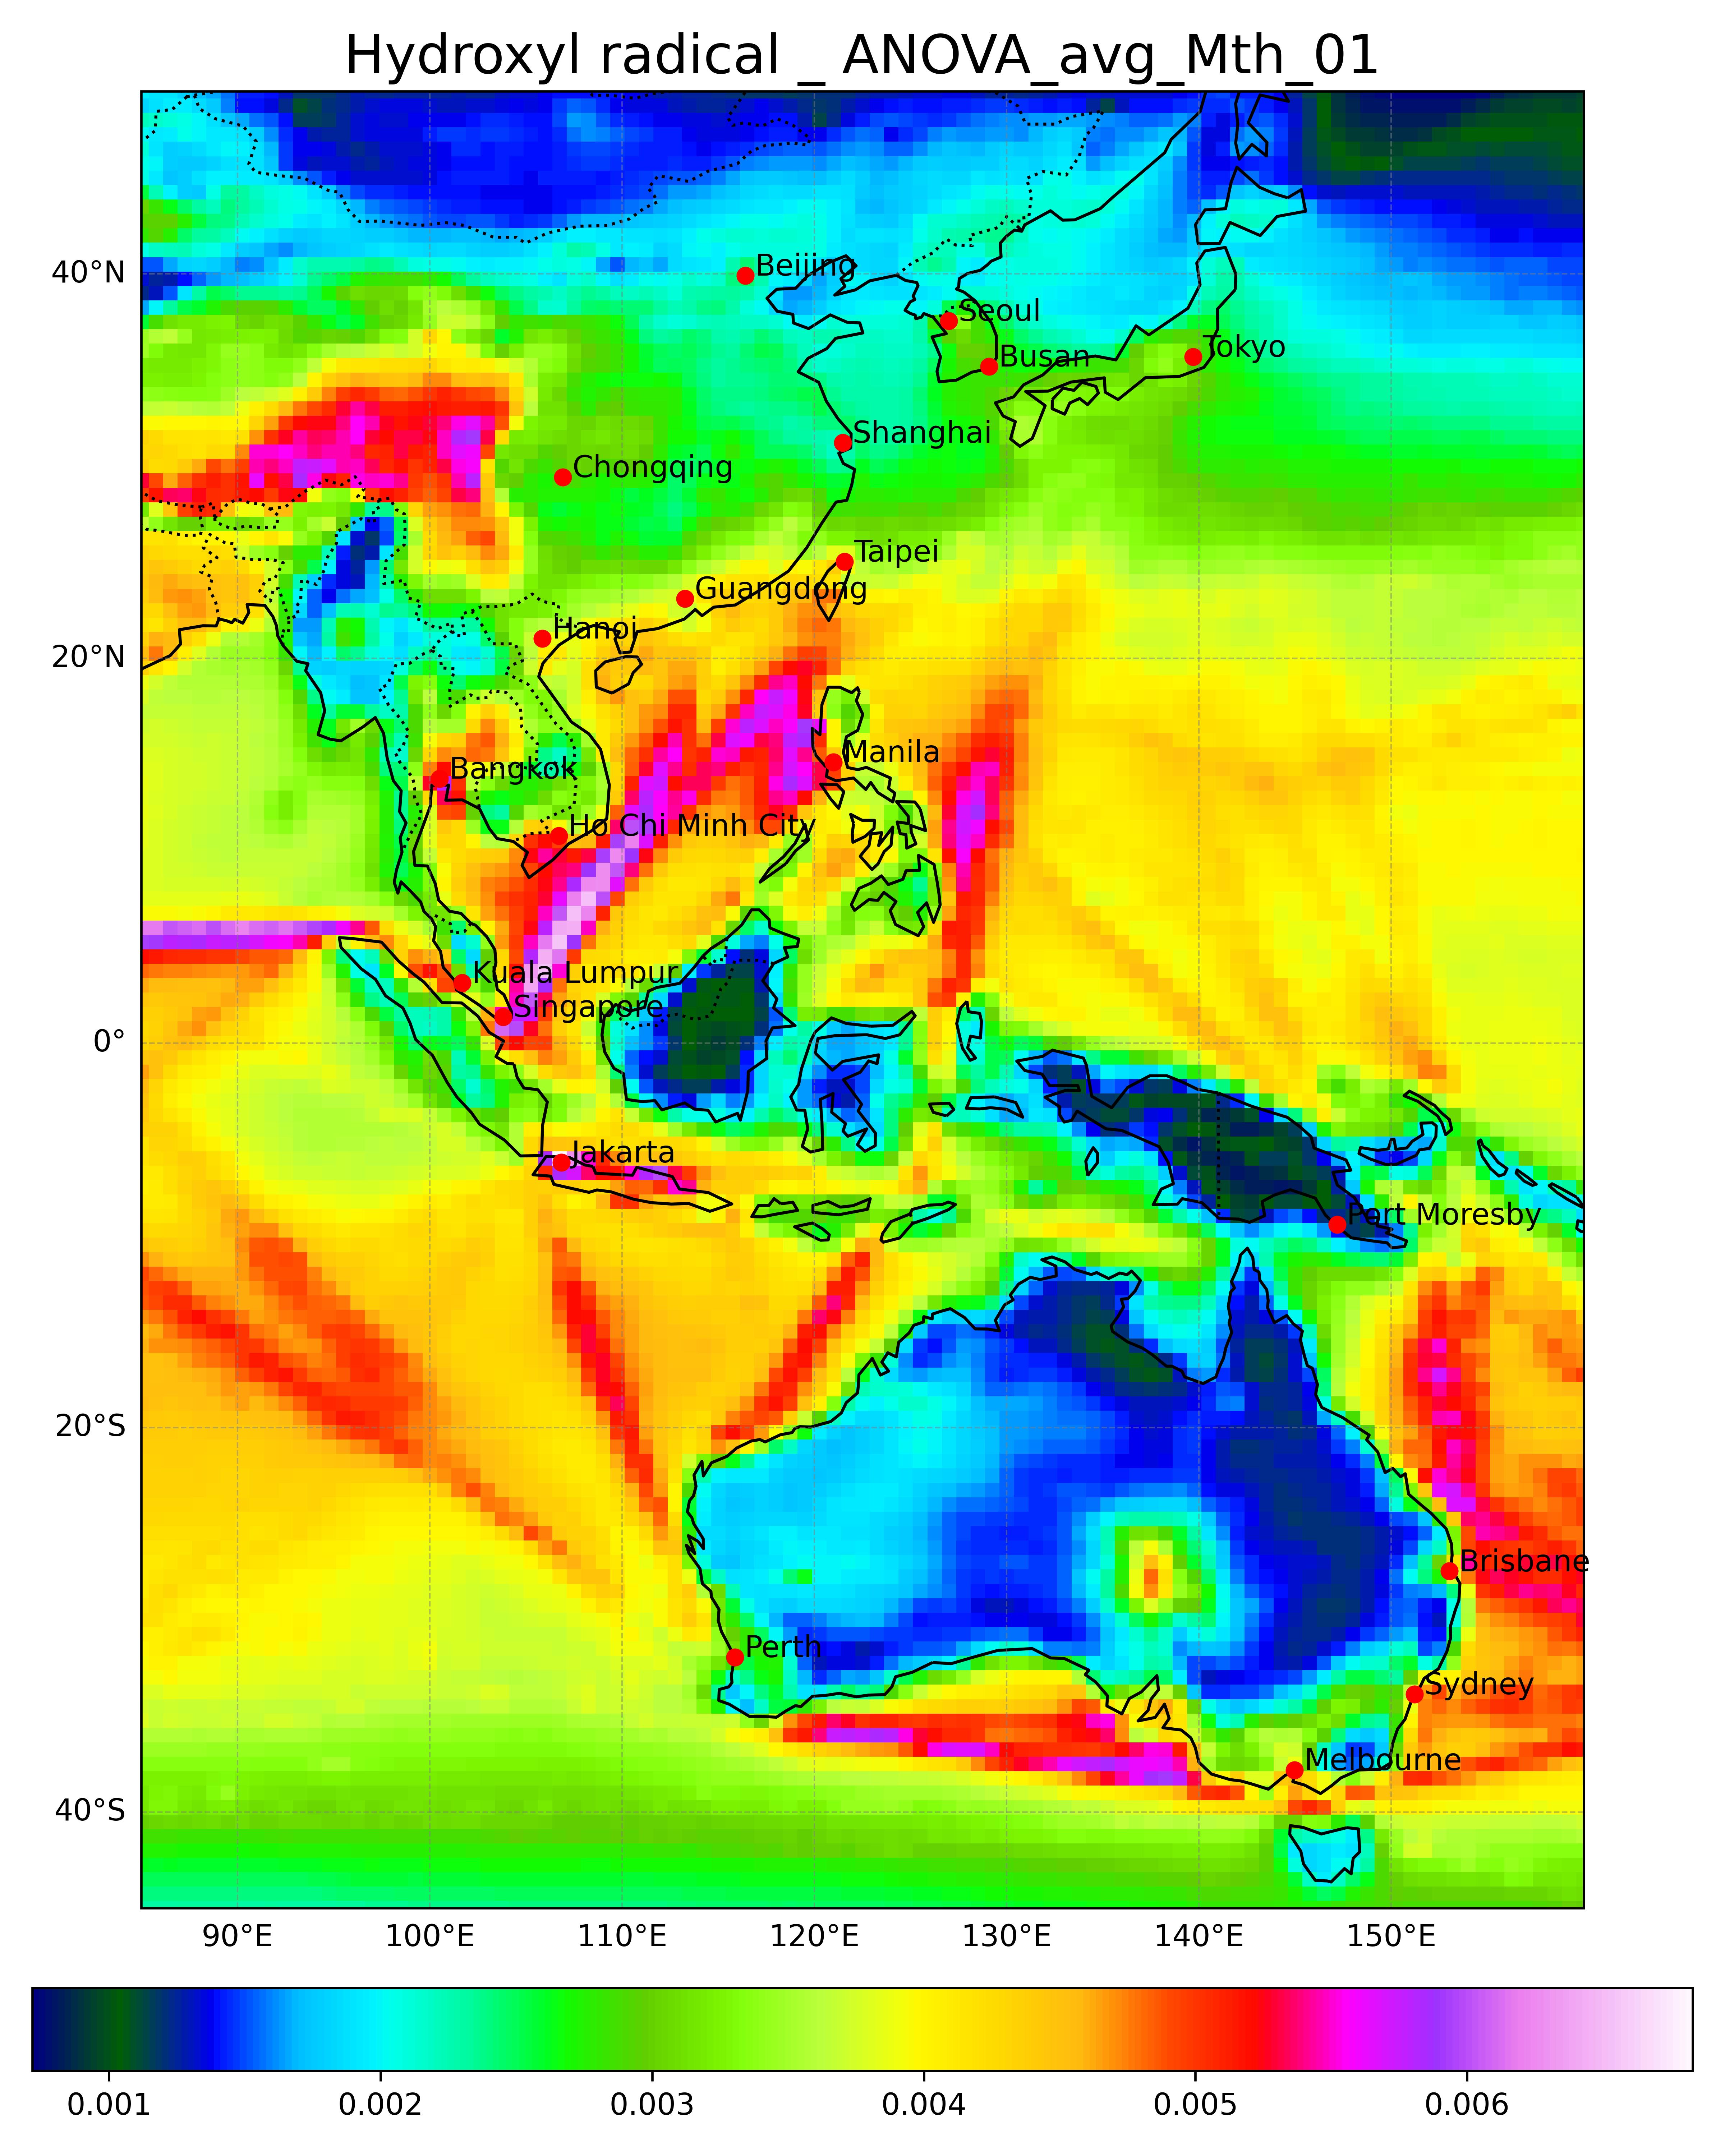 Hydroxyl radical _ ANOVA_avg_Mth_01
40°N
20°N
0°
20°S
40°S
Beijing
Seoul
Busan
Tokyo
Shanghai
Chongqing
Taipei
Guangdong
Hanoi
Manila
Bangkok
Ho Chi Minh City
Kuala Lumpur
Singapore
Jakarta
Port Moresby
Brisbane
Perth
Sydney
Melbourne
90°E 100°E 110°E 120°E 130°E 140°E 150°E
0.001 0.002 0.003 0.004 0.005 0.006